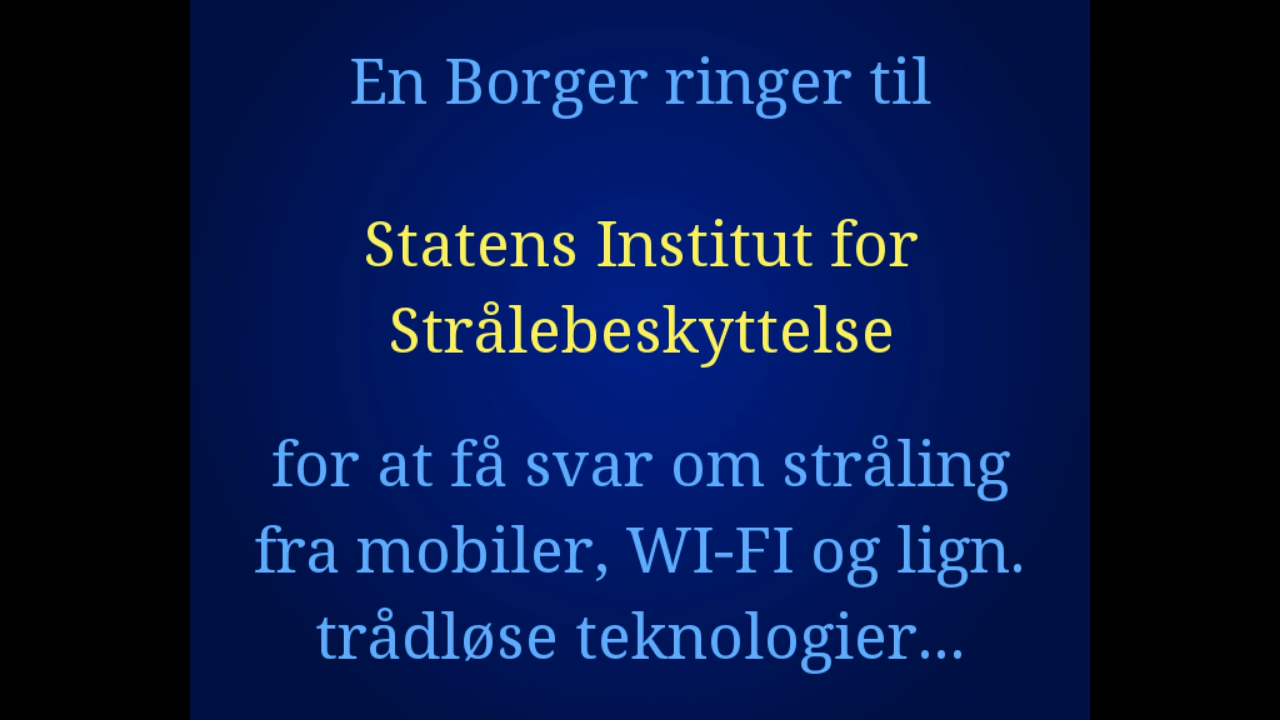 En Borger ringer til
Statens Institut for
Strålebeskyttelse
for at få svar om stråling
fra mobiler, WI-FI og lign.
trådløse teknologier...